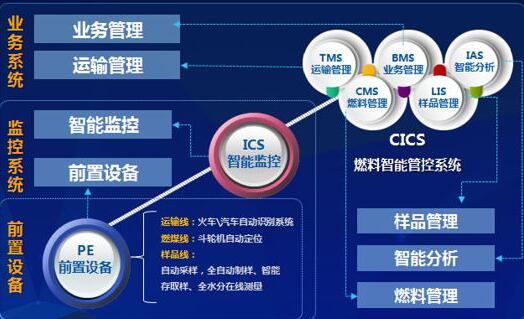 业务系统
业务管理
运输管理
TMS
运输管理
BMS
业务管理
IAS
智能分析
CMS
燃料管理
LIS
样品管理
CICS
燃料智能管控系统
监控系统
智能监控
前置设备
ICS
智能监控
样品管理
智能分析
燃料管理
前置设备
PE
前置设备
运输线：火车\汽车自动识别系统
燃煤线：斗轮机自动定位
样品线：
自动采样，全自动制样、智能
存取样、全水分在线测量